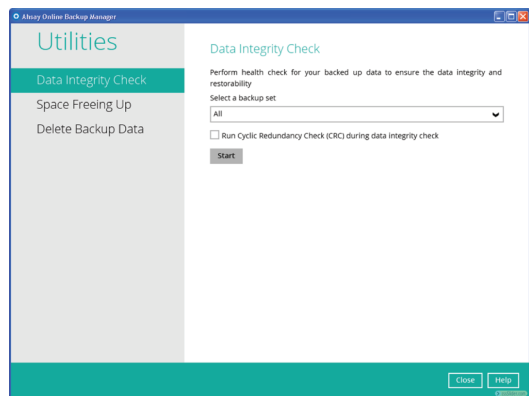 Ahsay Online Backup Manager
Utilities
Data Integrity Check
Space Freeing Up
Delete Backup Data
Data Integrity Check
Perform health check for your backed up data to ensure the data integrity and
restorability
Select a backup set
All
Run Cyclic Redundancy Check (CRC) during data integrity check
Start
Close
Help